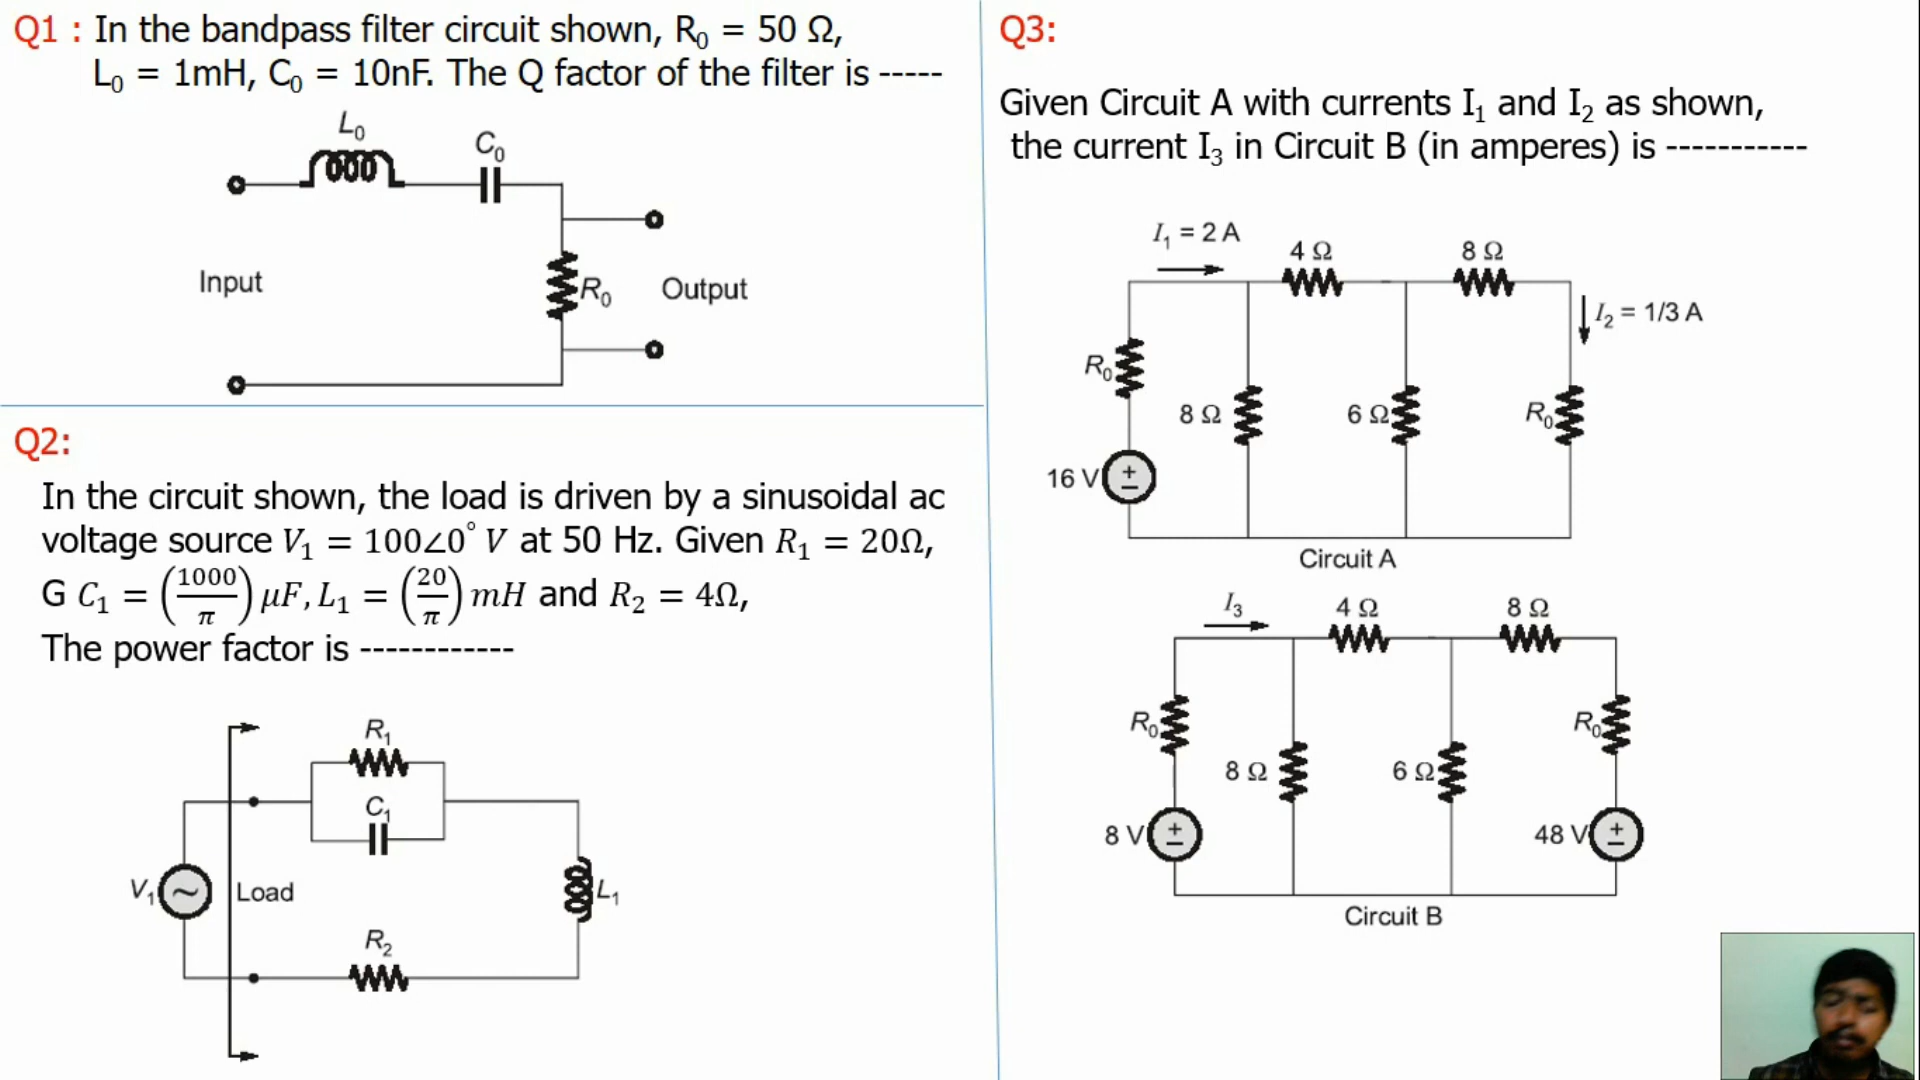 Q1 : In the bandpass filter circuit shown, R₀ = 50 Ω,
L₀ = 1mH, C₀ = 10nF. The Q factor of the filter is -----
L₀
C₀
Input
R₀
Output
Q2:
In the circuit shown, the load is driven by a sinusoidal ac
voltage source V₁ = 100∠0° V at 50 Hz. Given R₁ = 20Ω,
G C₁ = (1000/π) μF, L₁ = (20/π) mH and R₂ = 4Ω,
The power factor is ------------
R₁
C₁
V₁
~
Load
L₁
R₂
Q3:
Given Circuit A with currents I₁ and I₂ as shown,
the current I₃ in Circuit B (in amperes) is -----------
I₁ = 2 A
4 Ω
8 Ω
I₂ = 1/3 A
R₀
8 Ω
6 Ω
R₀
16 V
+
−
Circuit A
I₃
4 Ω
8 Ω
R₀
R₀
8 Ω
6 Ω
8 V
+
−
48 V
+
−
Circuit B